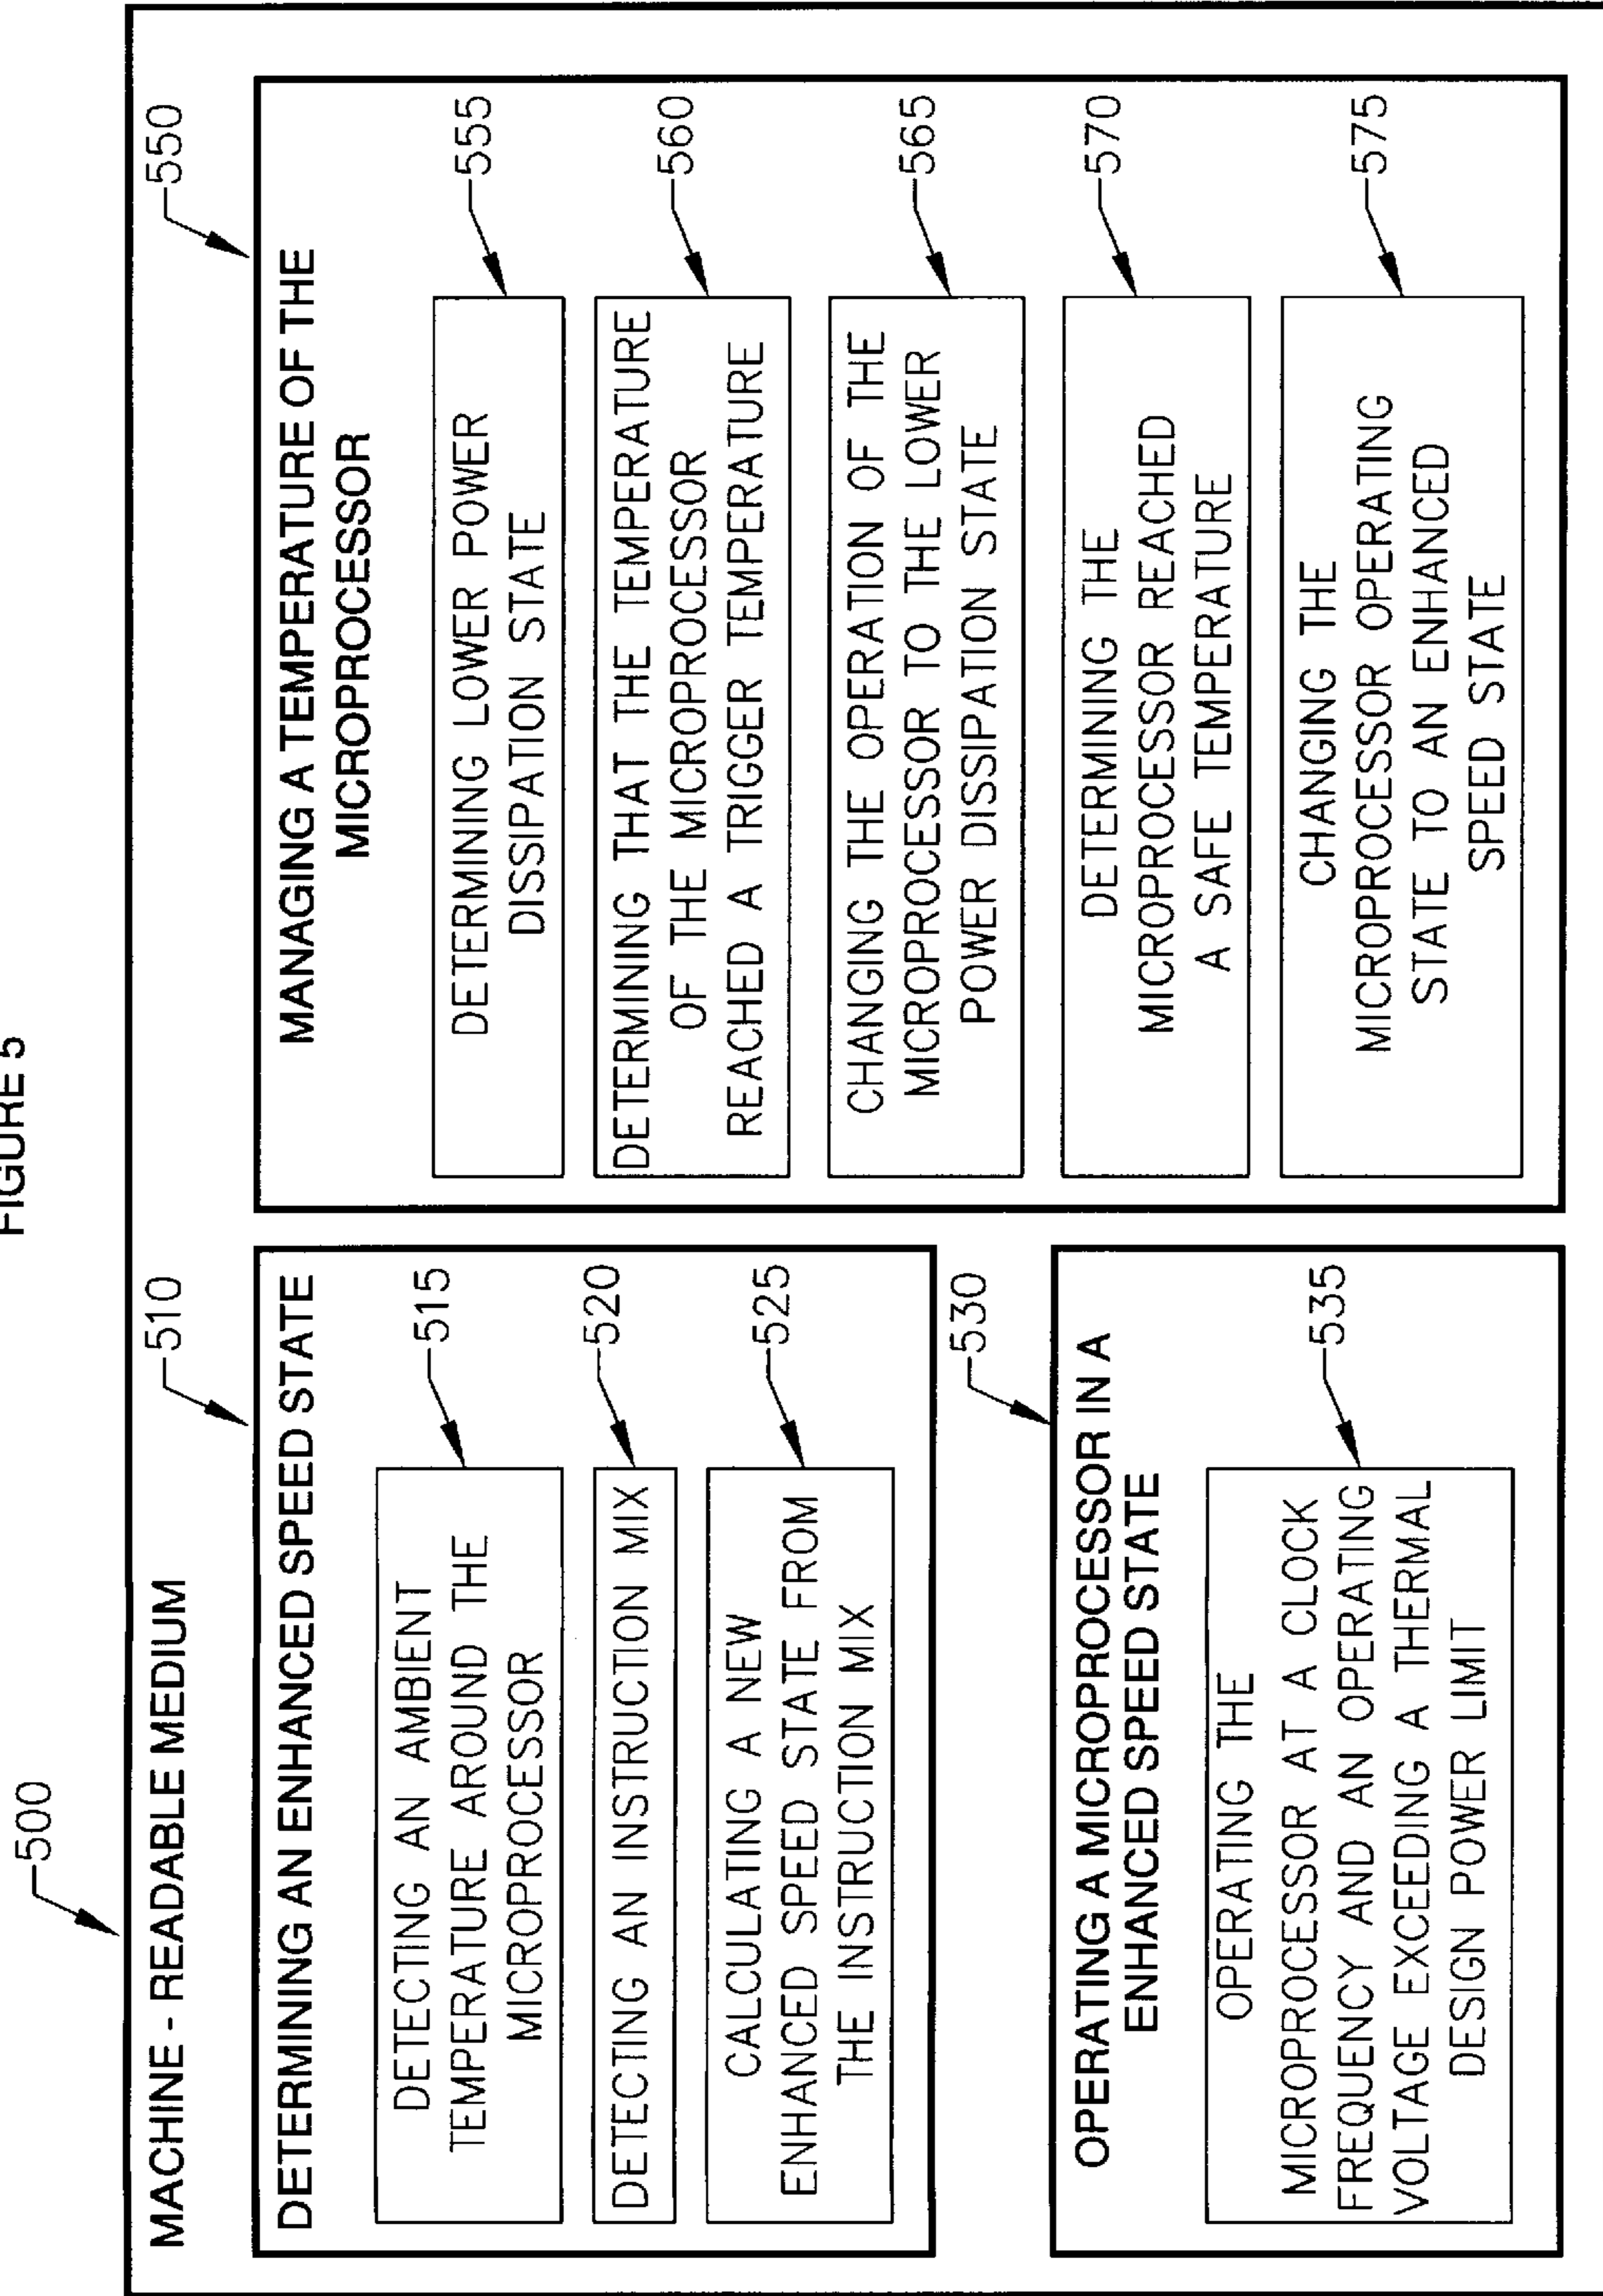 FIGURE 5
500
MACHINE - READABLE MEDIUM
510
DETERMINING AN ENHANCED SPEED STATE
515
DETECTING AN AMBIENT
TEMPERATURE AROUND THE
MICROPROCESSOR
520
DETECTING AN INSTRUCTION MIX
525
CALCULATING A NEW
ENHANCED SPEED STATE FROM
THE INSTRUCTION MIX
530
OPERATING A MICROPROCESSOR IN A
ENHANCED SPEED STATE
535
OPERATING THE
MICROPROCESSOR AT A CLOCK
FREQUENCY AND AN OPERATING
VOLTAGE EXCEEDING A THERMAL
DESIGN POWER LIMIT
550
MANAGING A TEMPERATURE OF THE
MICROPROCESSOR
555
DETERMINING LOWER POWER
DISSIPATION STATE
560
DETERMINING THAT THE TEMPERATURE
OF THE MICROPROCESSOR
REACHED A TRIGGER TEMPERATURE
565
CHANGING THE OPERATION OF THE
MICROPROCESSOR TO THE LOWER
POWER DISSIPATION STATE
570
DETERMINING THE
MICROPROCESSOR REACHED
A SAFE TEMPERATURE
575
CHANGING THE
MICROPROCESSOR OPERATING
STATE TO AN ENHANCED
SPEED STATE